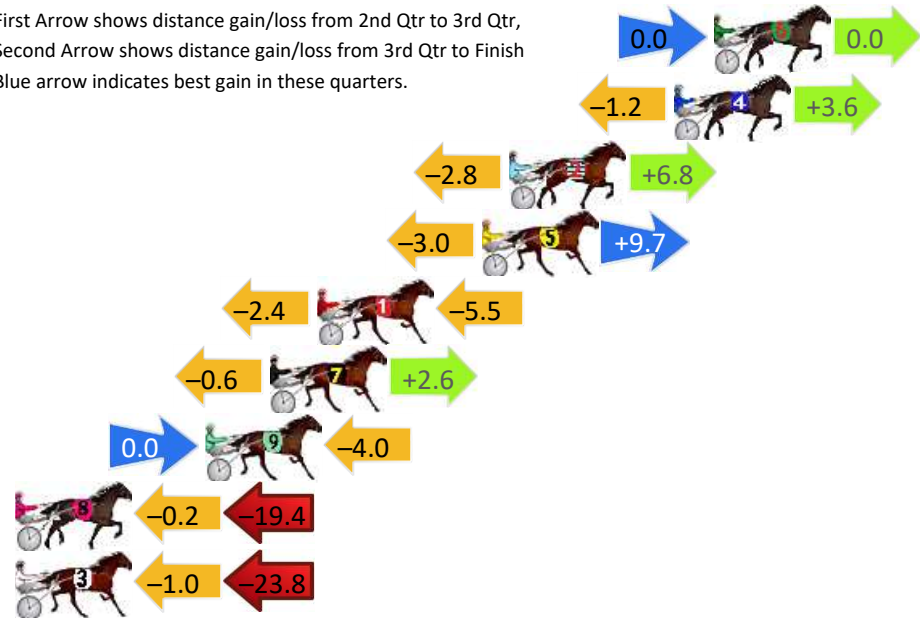 First Arrow shows distance gain/loss from 2nd Qtr to 3rd Qtr,
Second Arrow shows distance gain/loss from 3rd Qtr to Finish
Blue arrow indicates best gain in these quarters.
0.0 6 0.0
–1.2 4 +3.6
–2.8 2 +6.8
–3.0 5 +9.7
–2.4 1 –5.5
–0.6 7 +2.6
0.0 9 –4.0
8 –0.2 –19.4
3 –1.0 –23.8